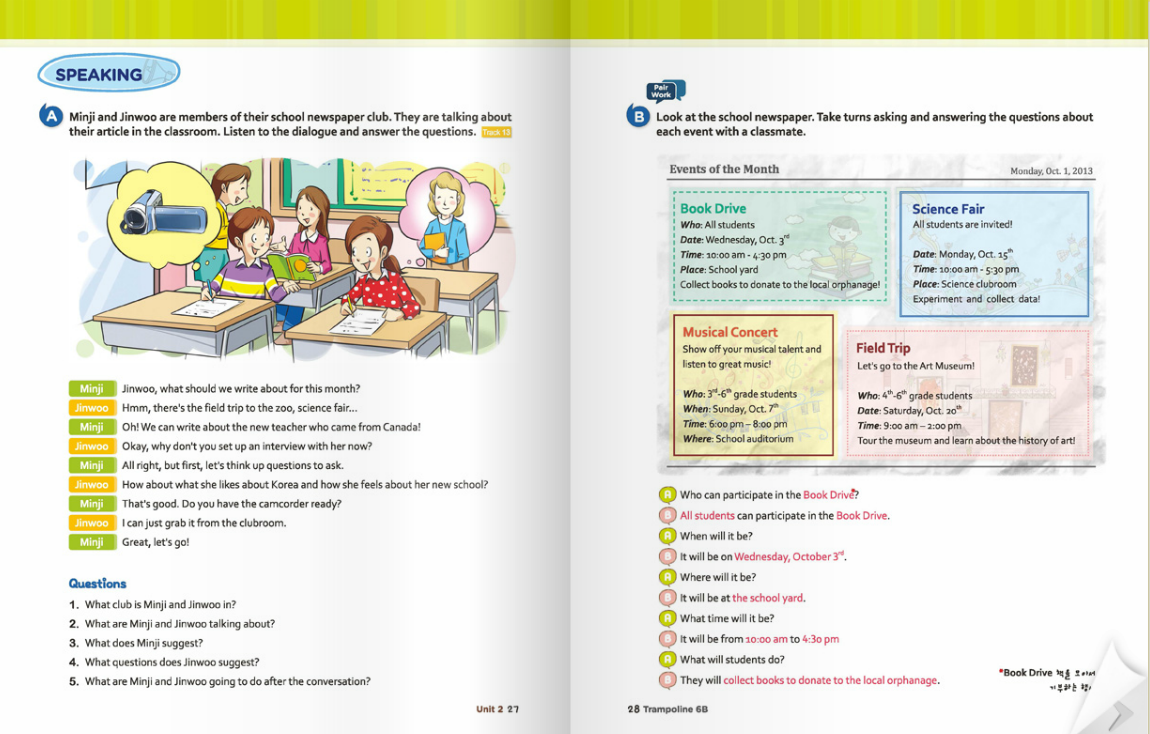 SPEAKING
A Minji and Jinwoo are members of their school newspaper club. They are talking about
their article in the classroom. Listen to the dialogue and answer the questions. Track 13
Minji Jinwoo, what should we write about for this month?
Jinwoo Hmm, there's the field trip to the zoo, science fair...
Minji Oh! We can write about the new teacher who came from Canada!
Jinwoo Okay, why don't you set up an interview with her now?
Minji All right, but first, let's think up questions to ask.
Jinwoo How about what she likes about Korea and how she feels about her new school?
Minji That's good. Do you have the camcorder ready?
Jinwoo I can just grab it from the clubroom.
Minji Great, let's go!
Questions
1. What club is Minji and Jinwoo in?
2. What are Minji and Jinwoo talking about?
3. What does Minji suggest?
4. What questions does Jinwoo suggest?
5. What are Minji and Jinwoo going to do after the conversation?
Unit 2 27
Pair
Work
B Look at the school newspaper. Take turns asking and answering the questions about
each event with a classmate.
Events of the Month
Monday, Oct. 1, 2013
Book Drive
Who: All students
Date: Wednesday, Oct. 3rd
Time: 10:00 am - 4:30 pm
Place: School yard
Collect books to donate to the local orphanage!
Science Fair
All students are invited!
Date: Monday, Oct. 15th
Time: 10:00 am - 5:30 pm
Place: Science clubroom
Experiment and collect data!
Musical Concert
Show off your musical talent and
listen to great music!
Who: 3rd-6th grade students
When: Sunday, Oct. 7th
Time: 6:00 pm – 8:00 pm
Where: School auditorium
Field Trip
Let's go to the Art Museum!
Who: 4th-6th grade students
Date: Saturday, Oct. 20th
Time: 9:00 am – 2:00 pm
Tour the museum and learn about the history of art!
A Who can participate in the Book Drive*?
B All students can participate in the Book Drive.
A When will it be?
B It will be on Wednesday, October 3rd.
A Where will it be?
B It will be at the school yard.
A What time will it be?
B It will be from 10:00 am to 4:30 pm
A What will students do?
B They will collect books to donate to the local orphanage.
*Book Drive 책을 모아서
기부하는
28 Trampoline 6B